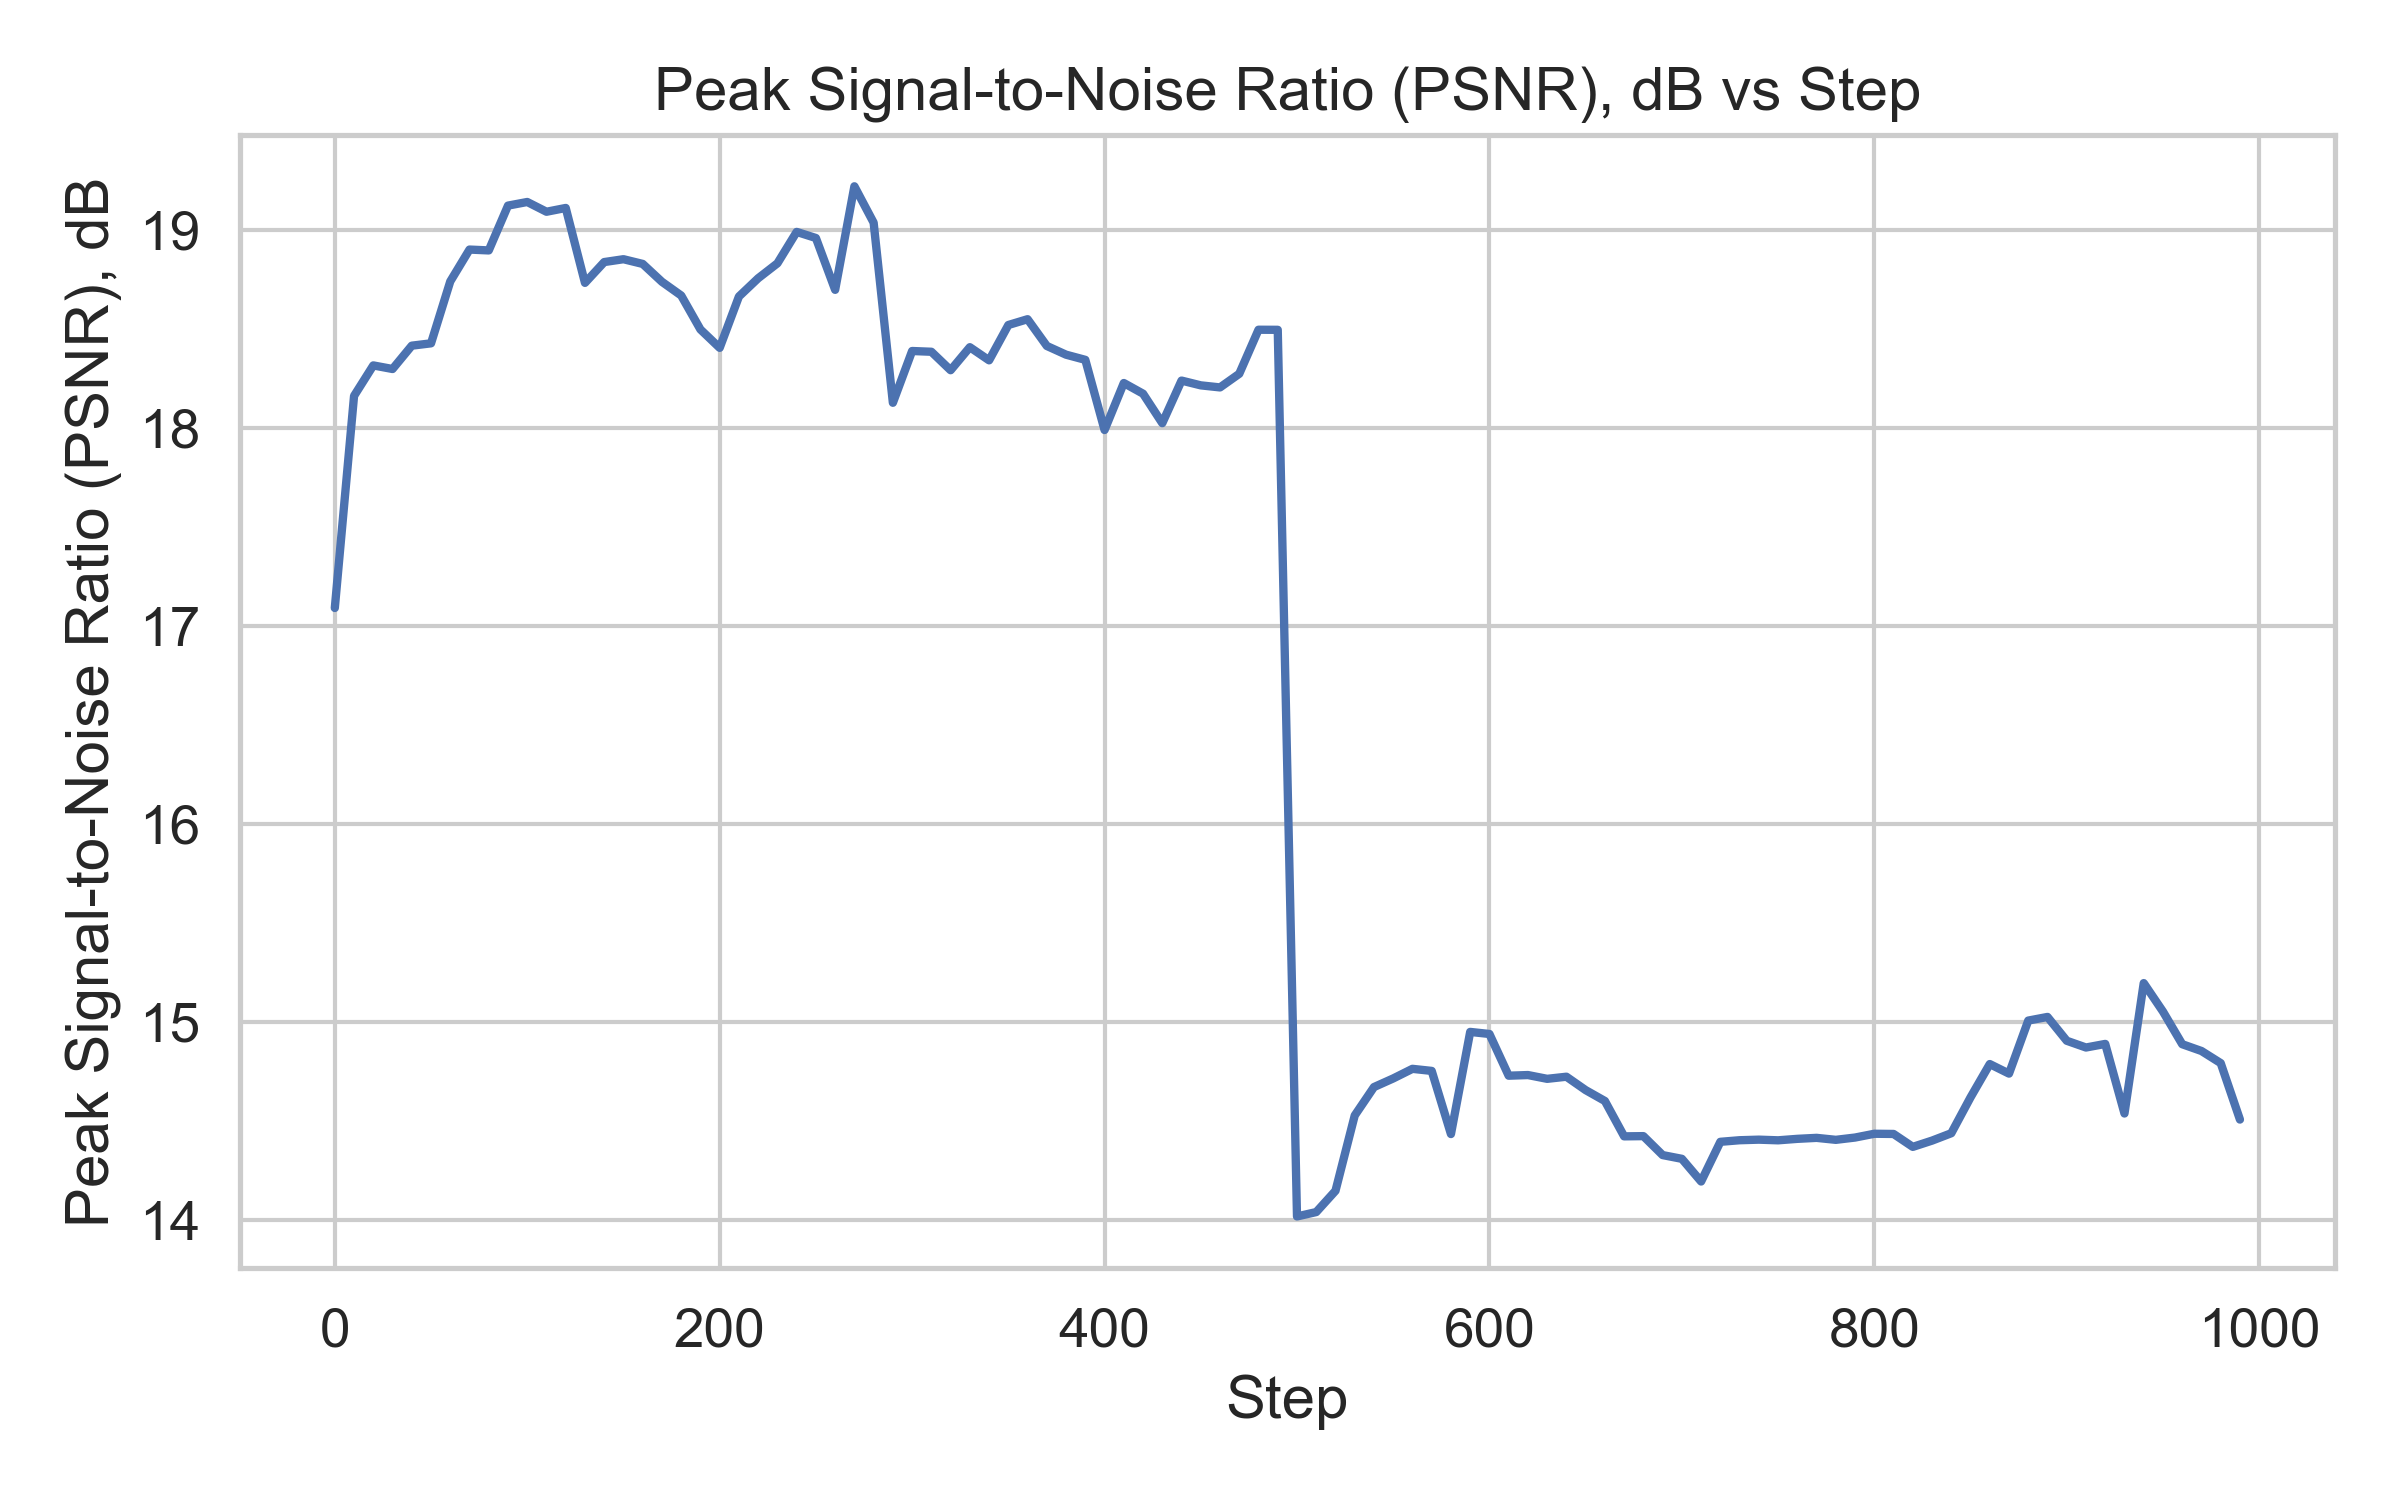 Peak Signal-to-Noise Ratio (PSNR), dB vs Step
Peak Signal-to-Noise Ratio (PSNR), dB
19
18
17
16
15
14
0 200 400 600 800 1000
Step